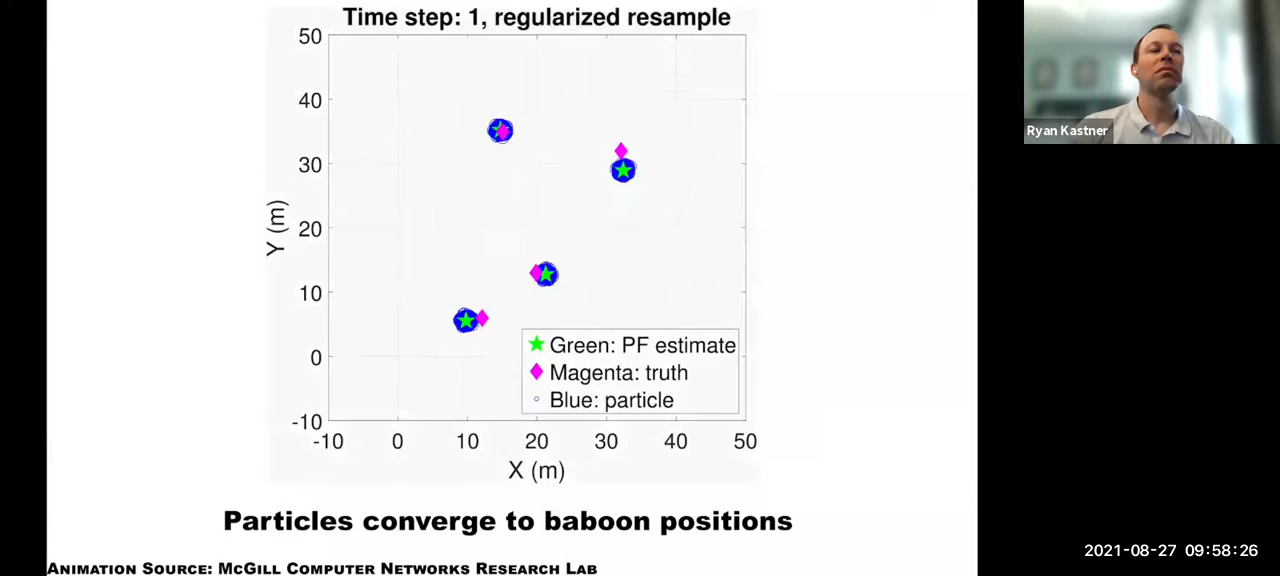 Time step: 1, regularized resample
50
40
30
20
10
0
-10
Y (m)
-10 0 10 20 30 40 50
X (m)
Green: PF estimate
Magenta: truth
Blue: particle
Particles converge to baboon positions
Animation Source: McGill Computer Networks Research Lab
Ryan Kastner
2021-08-27 09:58:26